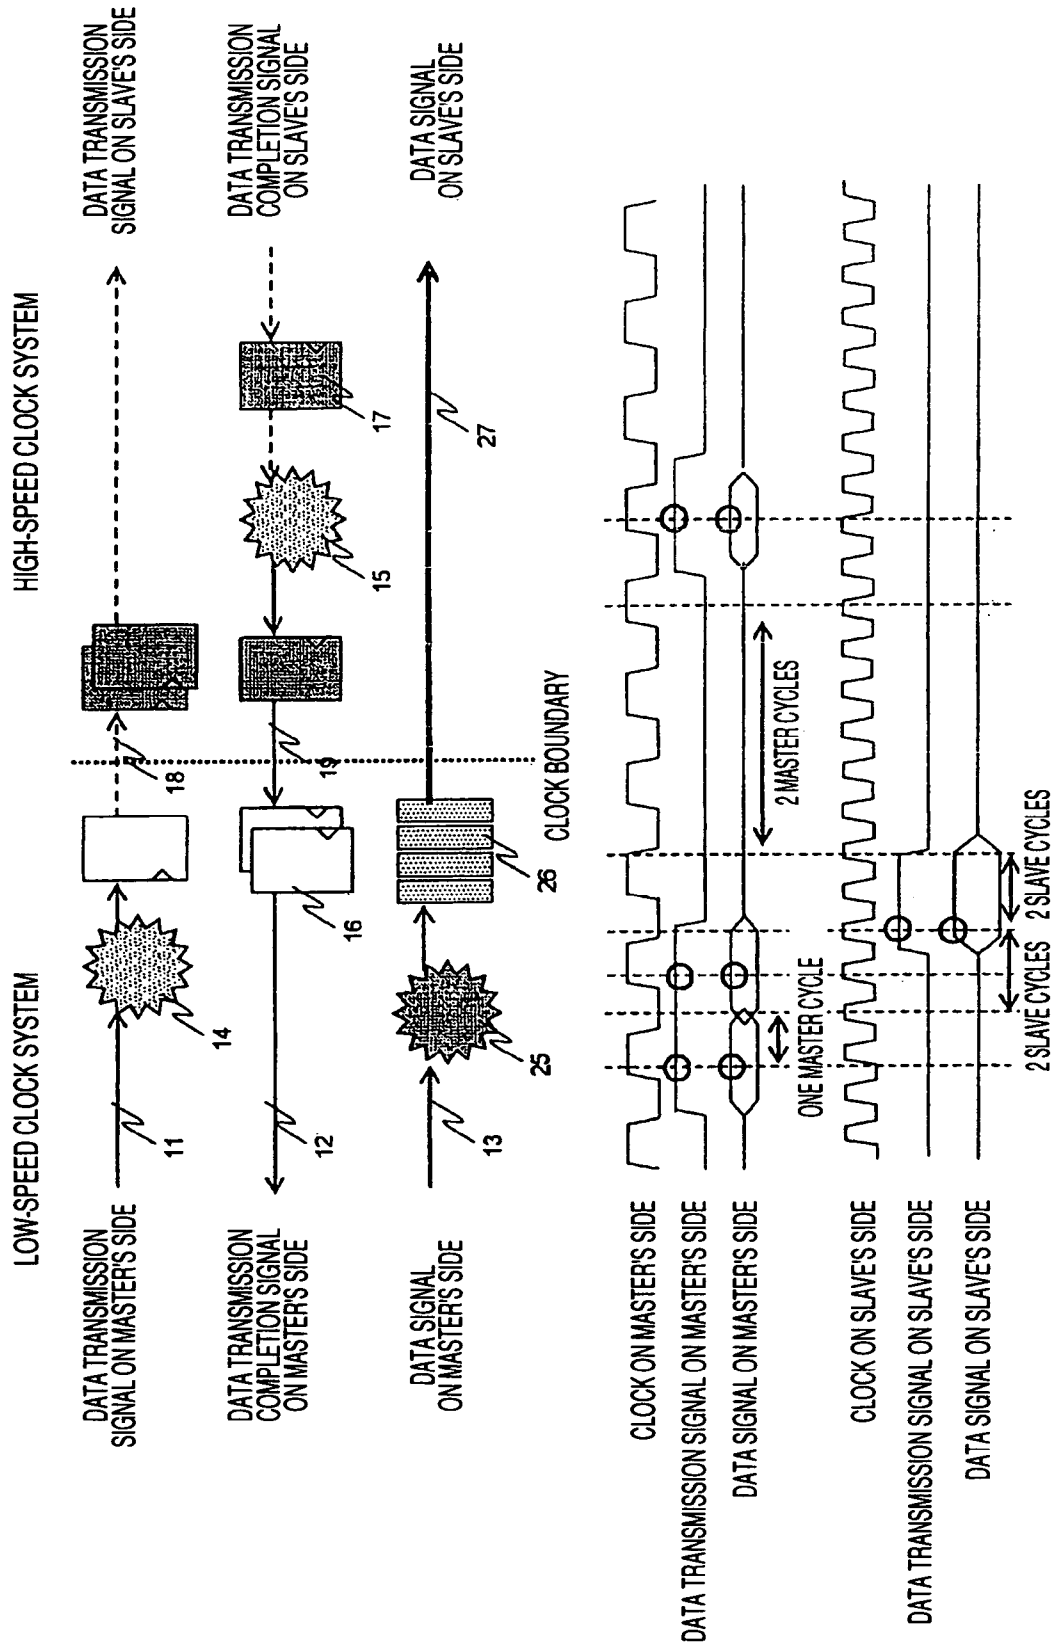 LOW-SPEED CLOCK SYSTEM
HIGH-SPEED CLOCK SYSTEM
DATA TRANSMISSION
SIGNAL ON MASTER'S SIDE
11
14
18
DATA TRANSMISSION
SIGNAL ON SLAVE'S SIDE
DATA TRANSMISSION
COMPLETION SIGNAL
ON MASTER'S SIDE
12
16
19
15
17
DATA TRANSMISSION
COMPLETION SIGNAL
ON SLAVE'S SIDE
DATA SIGNAL
ON MASTER'S SIDE
13
25
26
27
DATA SIGNAL
ON SLAVE'S SIDE
CLOCK BOUNDARY
CLOCK ON MASTER'S SIDE
DATA TRANSMISSION SIGNAL ON MASTER'S SIDE
DATA SIGNAL ON MASTER'S SIDE
ONE MASTER CYCLE
2 MASTER CYCLES
CLOCK ON SLAVE'S SIDE
DATA TRANSMISSION SIGNAL ON SLAVE'S SIDE
DATA SIGNAL ON SLAVE'S SIDE
2 SLAVE CYCLES
2 SLAVE CYCLES